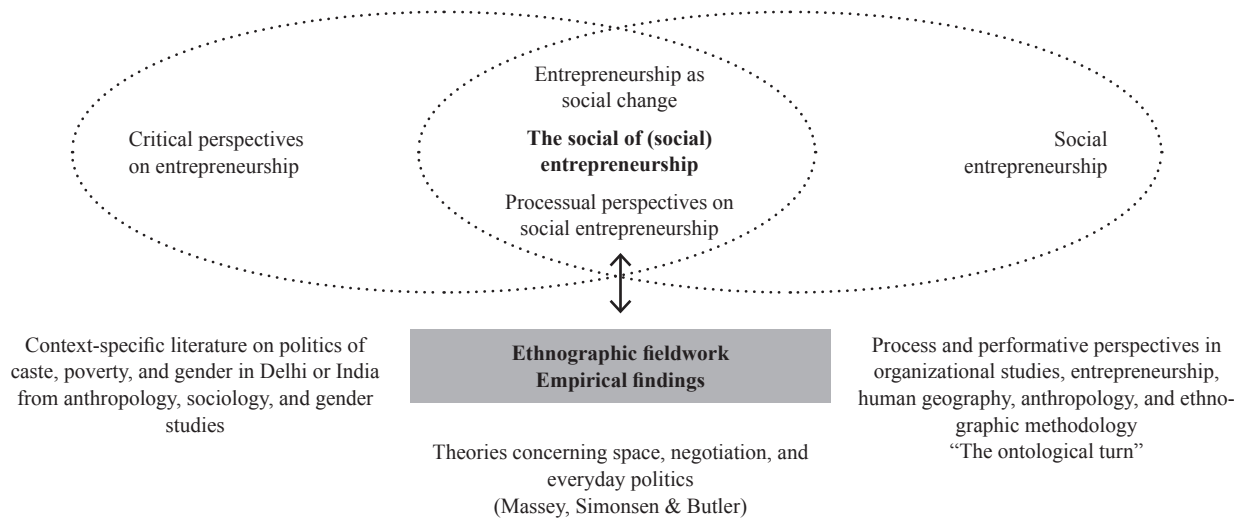 Critical perspectives
on entrepreneurship
Entrepreneurship as
social change
The social of (social)
entrepreneurship
Processual perspectives on
social entrepreneurship
Social
entrepreneurship
Context-specific literature on politics of
caste, poverty, and gender in Delhi or India
from anthropology, sociology, and gender
studies
Ethnographic fieldwork
Empirical findings
Theories concerning space, negotiation, and
everyday politics
(Massey, Simonsen & Butler)
Process and performative perspectives in
organizational studies, entrepreneurship,
human geography, anthropology, and ethno-
graphic methodology
“The ontological turn”